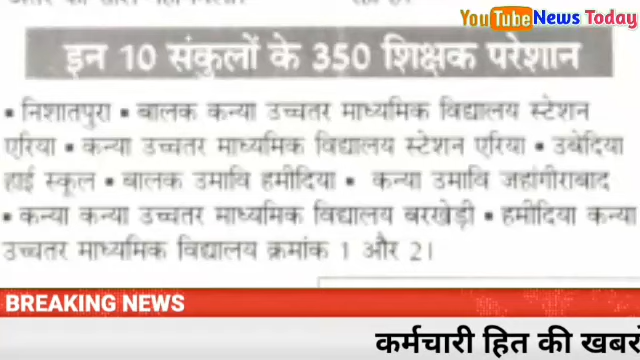 YouTube News Today
इन 10 संकुलों के 350 शिक्षक परेशान
• निशातपुरा • बालक कन्या उच्चतर माध्यमिक विद्यालय स्टेशन
एरिया • कन्या उच्चतर माध्यमिक विद्यालय स्टेशन एरिया • उबेदिया
हाई स्कूल • बालक उमावि हमीदिया • कन्या उमावि जहांगीराबाद
• कन्या कन्या उच्चतर माध्यमिक विद्यालय बरखेड़ी • हमीदिया कन्या
उच्चतर माध्यमिक विद्यालय क्रमांक 1 और 2।
BREAKING NEWS
कर्मचारी हित की खबरों